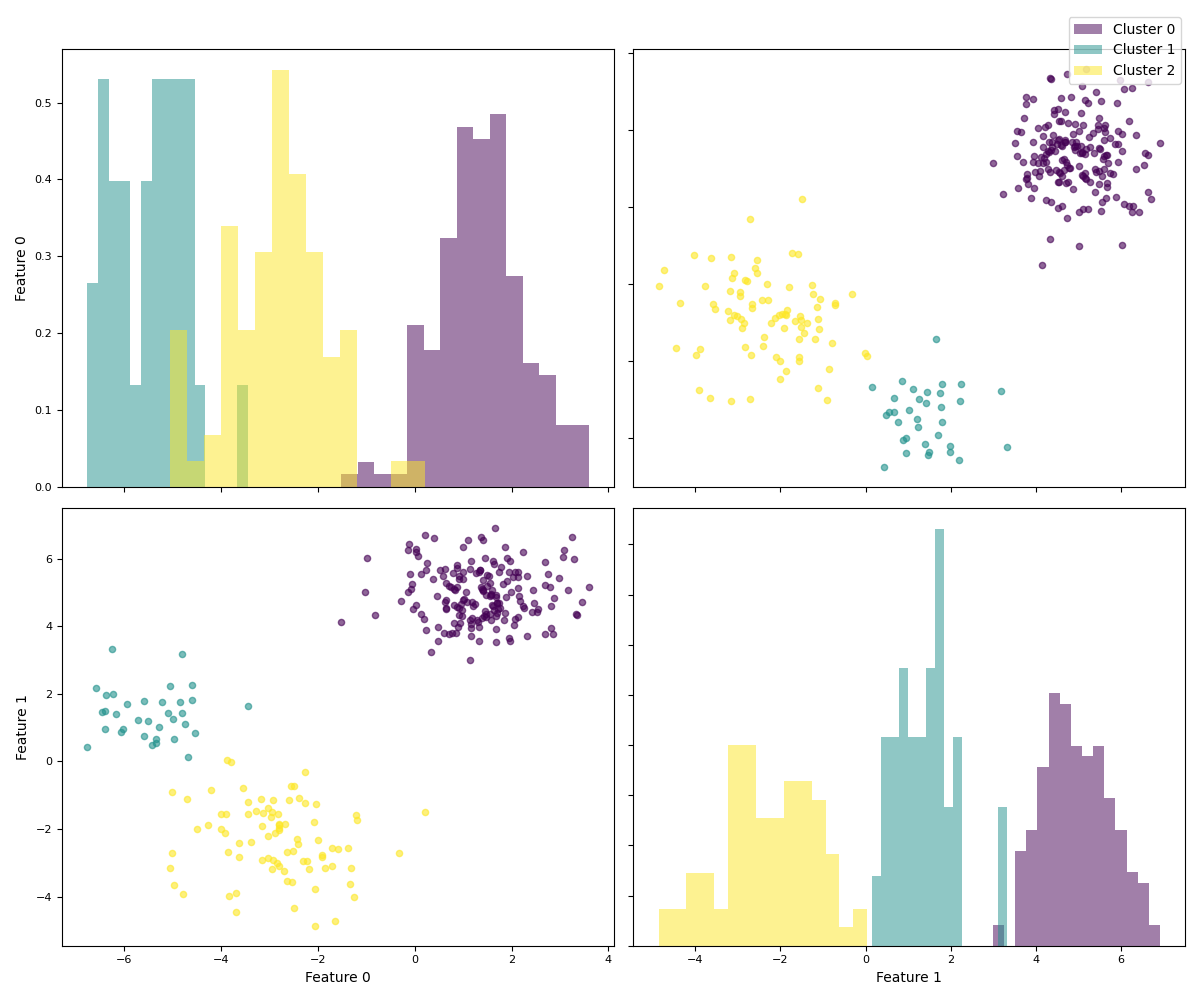 Cluster 0
Cluster 1
Cluster 2
Feature 0
0.5
0.4
0.3
0.2
0.1
0.0
Feature 1
6
4
2
0
−2
−4
−6 −4 −2 0 2 4
−4 −2 0 2 4 6
Feature 0
Feature 1